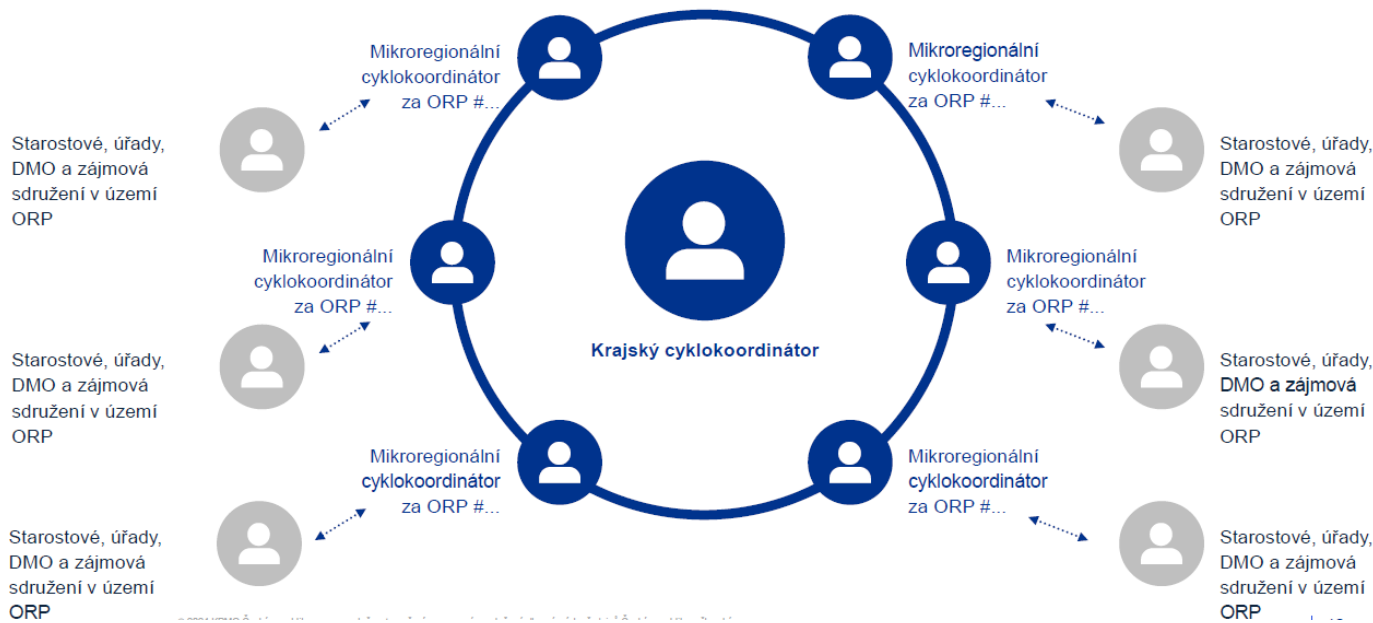 Mikroregionální
cyklokoordinátor
za ORP #...
Mikroregionální
cyklokoordinátor
za ORP #...
Starostové, úřady,
DMO a zájmová
sdružení v území
ORP
Starostové, úřady,
DMO a zájmová
sdružení v území
ORP
Mikroregionální
cyklokoordinátor
za ORP #...
Mikroregionální
cyklokoordinátor
za ORP #...
Krajský cyklokoordinátor
Starostové, úřady,
DMO a zájmová
sdružení v území
ORP
Starostové, úřady,
DMO a zájmová
sdružení v území
ORP
Mikroregionální
cyklokoordinátor
za ORP #...
Mikroregionální
cyklokoordinátor
za ORP #...
Starostové, úřady,
DMO a zájmová
sdružení v území
ORP
Starostové, úřady,
DMO a zájmová
sdružení v území
ORP